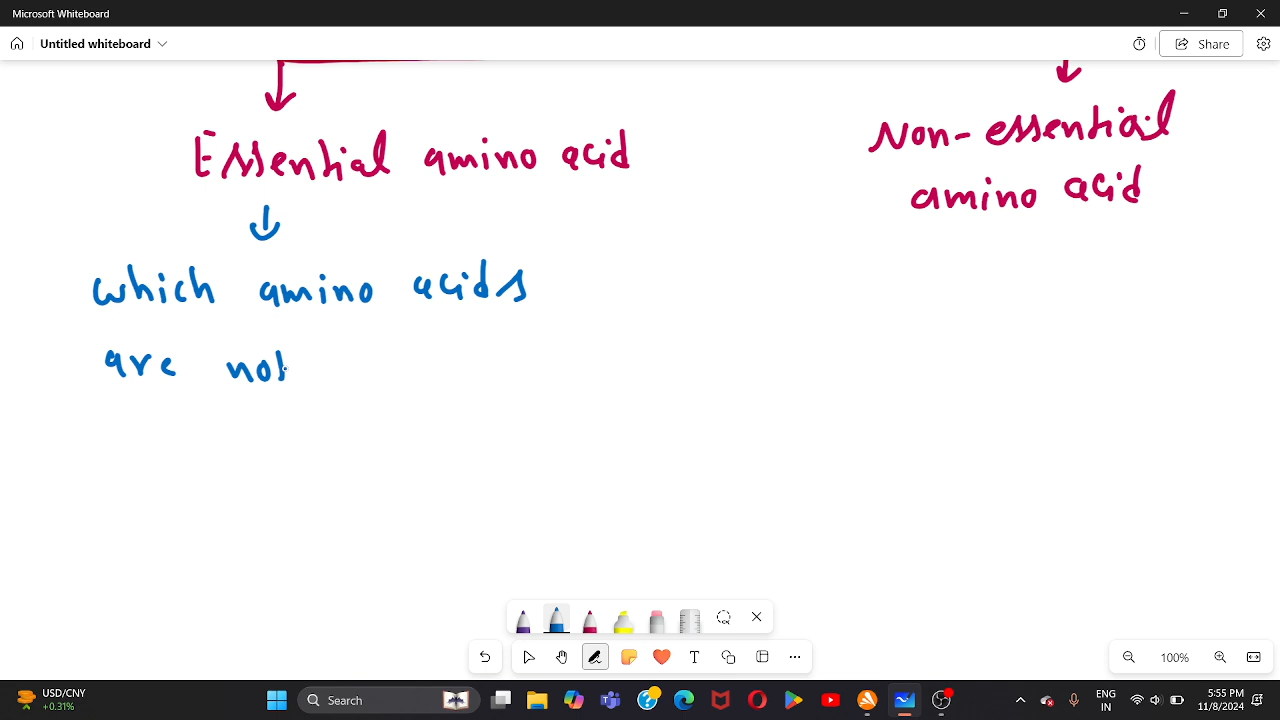 Microsoft Whiteboard
Untitled whiteboard
Share
Essential amino acid
Non-essential
amino acid
which amino acids
are not
100%
USD/CNY
+0.31%
Search
ENG
IN
5:55 PM
11/8/2024